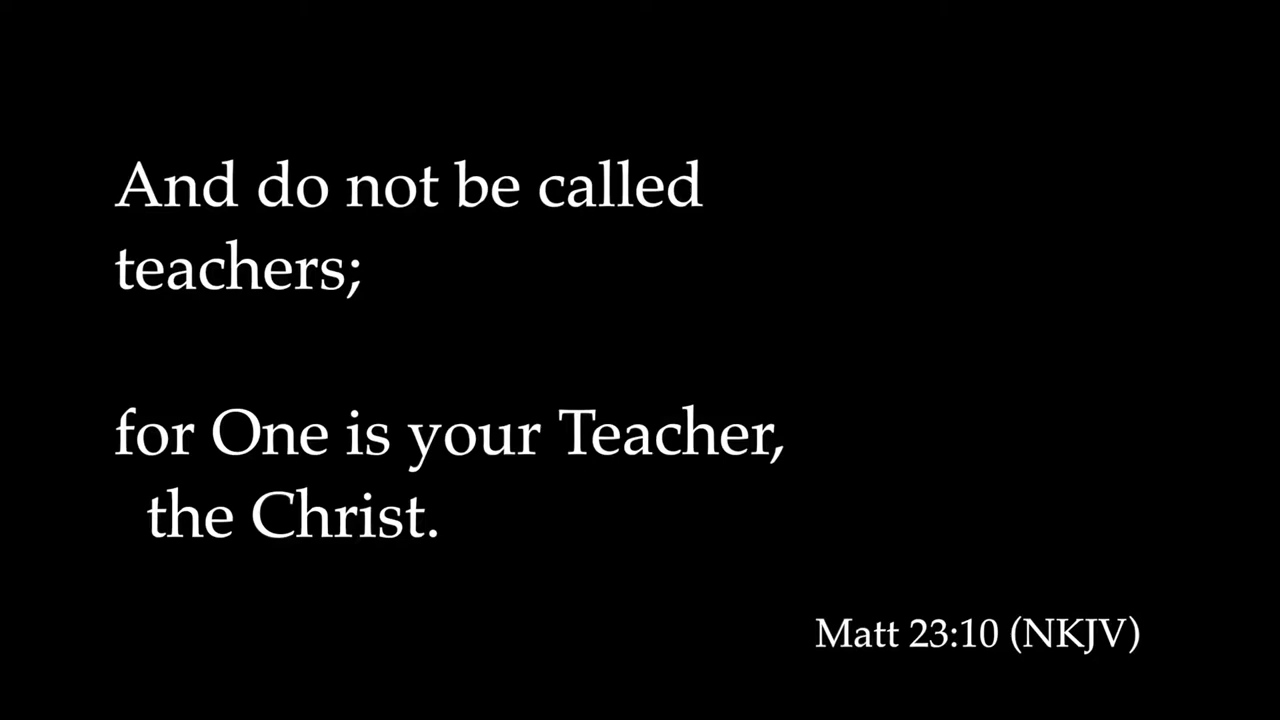 And do not be called
teachers;
for One is your Teacher,
the Christ.
Matt 23:10 (NKJV)